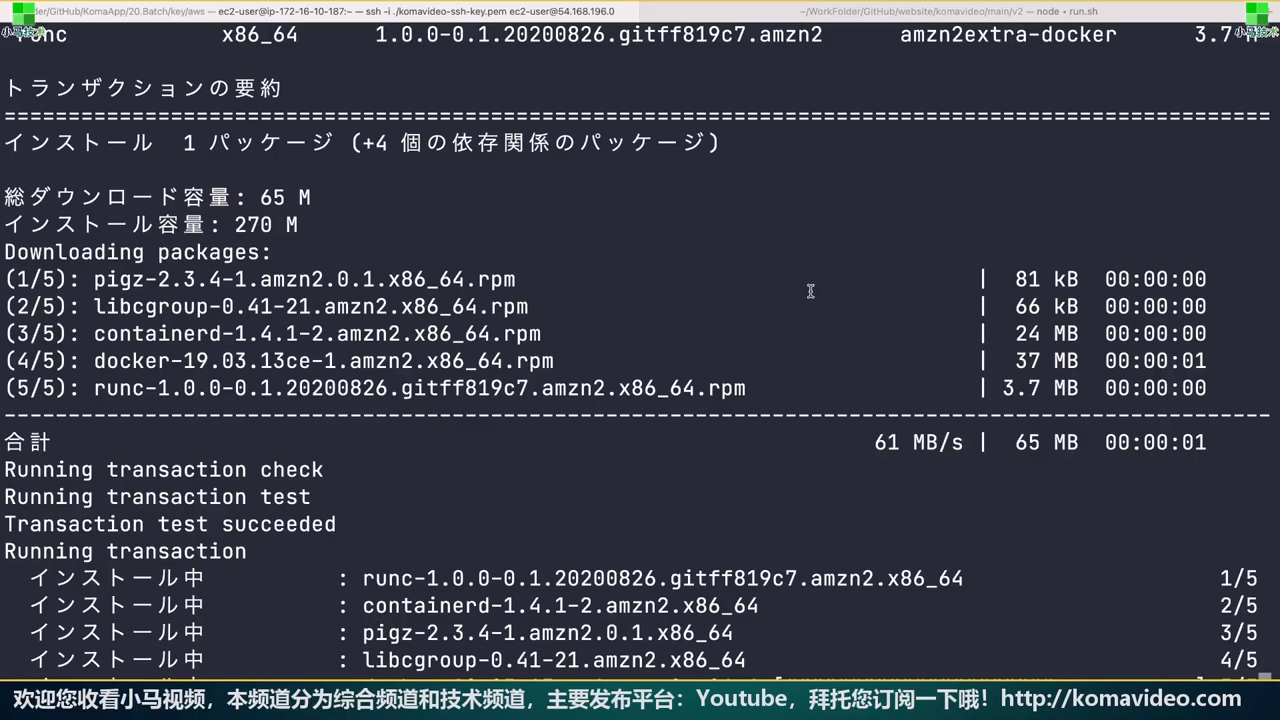 der/GitHub/KomaApp/20.Batch/key/aws — ec2-user@ip-172-16-10-187:~ — ssh -i ./komavideo-ssh-key.pem ec2-user@54.168.196.0
~/WorkFolder/GitHub/website/komavideo/main/v2 — node • run.sh
小马技术
小马技术
runc x86_64 1.0.0-0.1.20200826.gitff819c7.amzn2 amzn2extra-docker 3.7 M
トランザクションの要約
================================================================================
インストール 1 パッケージ (+4 個の依存関係のパッケージ)
総ダウンロード容量: 65 M
インストール容量: 270 M
Downloading packages:
(1/5): pigz-2.3.4-1.amzn2.0.1.x86_64.rpm | 81 kB 00:00:00
(2/5): libcgroup-0.41-21.amzn2.x86_64.rpm | 66 kB 00:00:00
(3/5): containerd-1.4.1-2.amzn2.x86_64.rpm | 24 MB 00:00:00
(4/5): docker-19.03.13ce-1.amzn2.x86_64.rpm | 37 MB 00:00:01
(5/5): runc-1.0.0-0.1.20200826.gitff819c7.amzn2.x86_64.rpm | 3.7 MB 00:00:00
--------------------------------------------------------------------------------
合計 61 MB/s | 65 MB 00:00:01
Running transaction check
Running transaction test
Transaction test succeeded
Running transaction
インストール中 : runc-1.0.0-0.1.20200826.gitff819c7.amzn2.x86_64 1/5
インストール中 : containerd-1.4.1-2.amzn2.x86_64 2/5
インストール中 : pigz-2.3.4-1.amzn2.0.1.x86_64 3/5
インストール中 : libcgroup-0.41-21.amzn2.x86_64 4/5
欢迎您收看小马视频，本频道分为综合频道和技术频道，主要发布平台：Youtube，拜托您订阅一下哦！http://komavideo.com